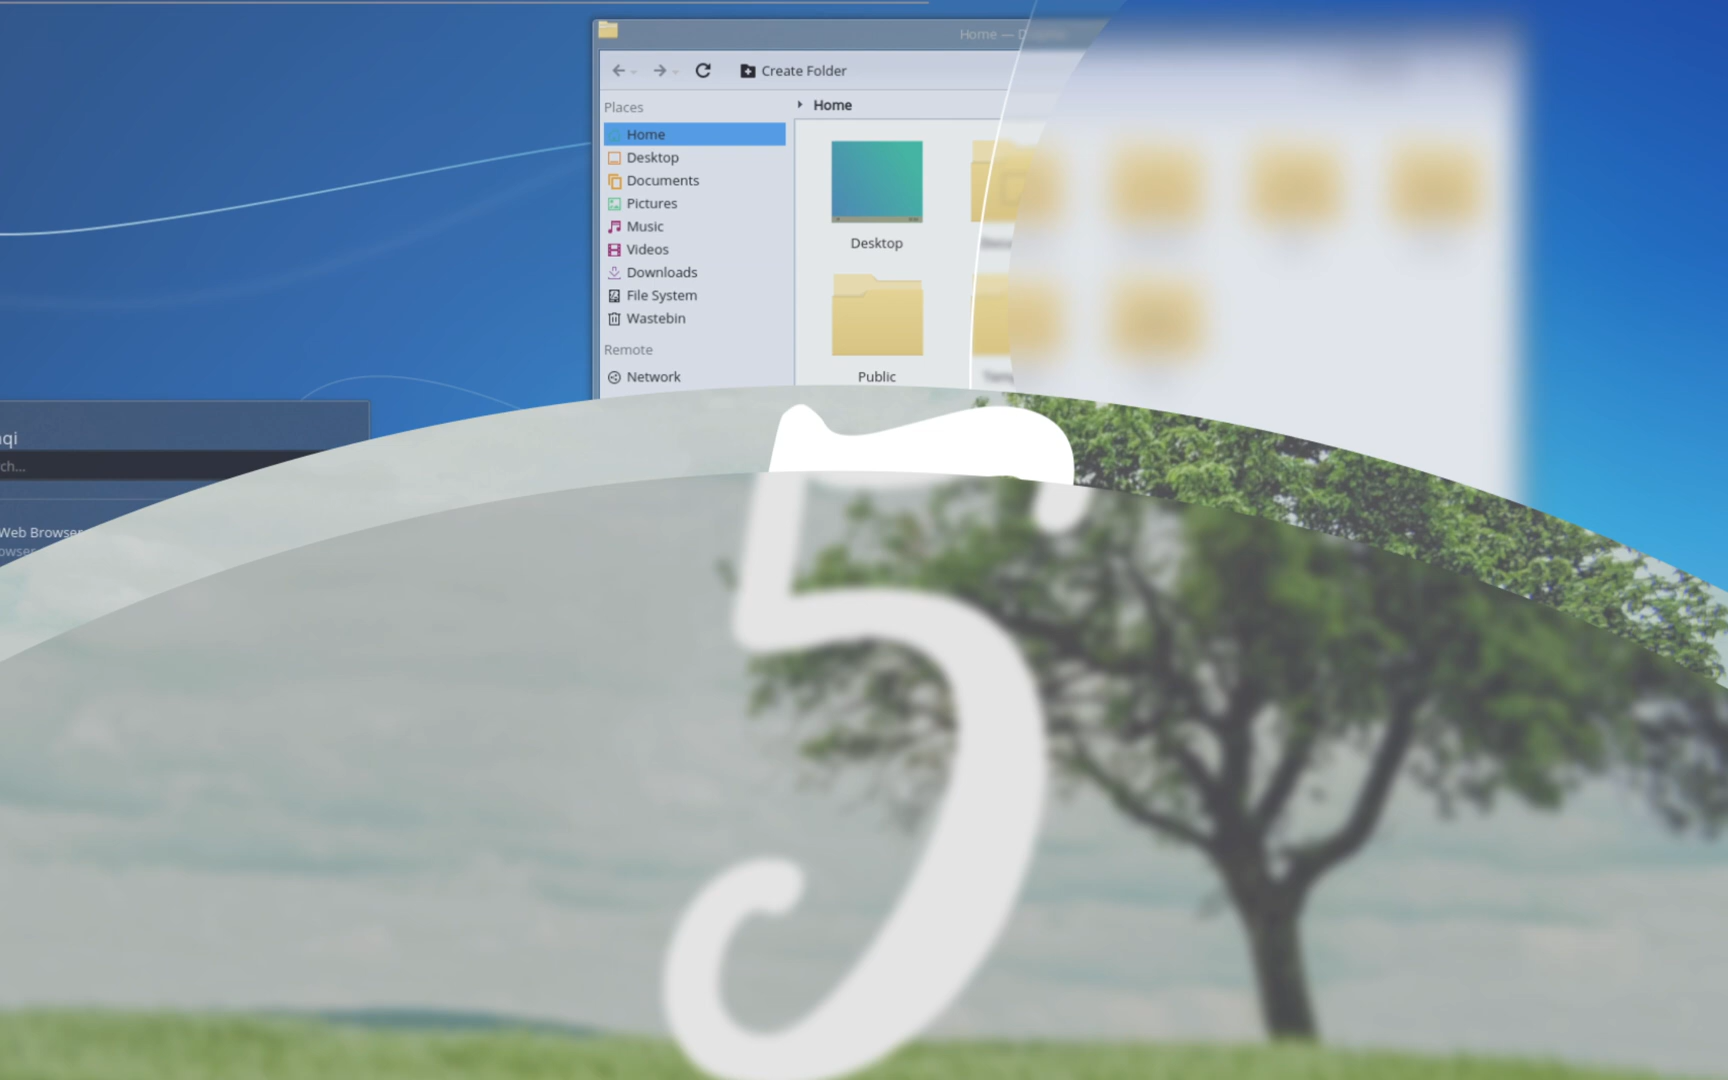 Home —
Create Folder
Places
Home
Home
Desktop
Documents
Pictures
Music
Videos
Downloads
File System
Wastebin
Remote
Network
Desktop
Public
qi
ch...
Web Browser
owser
5